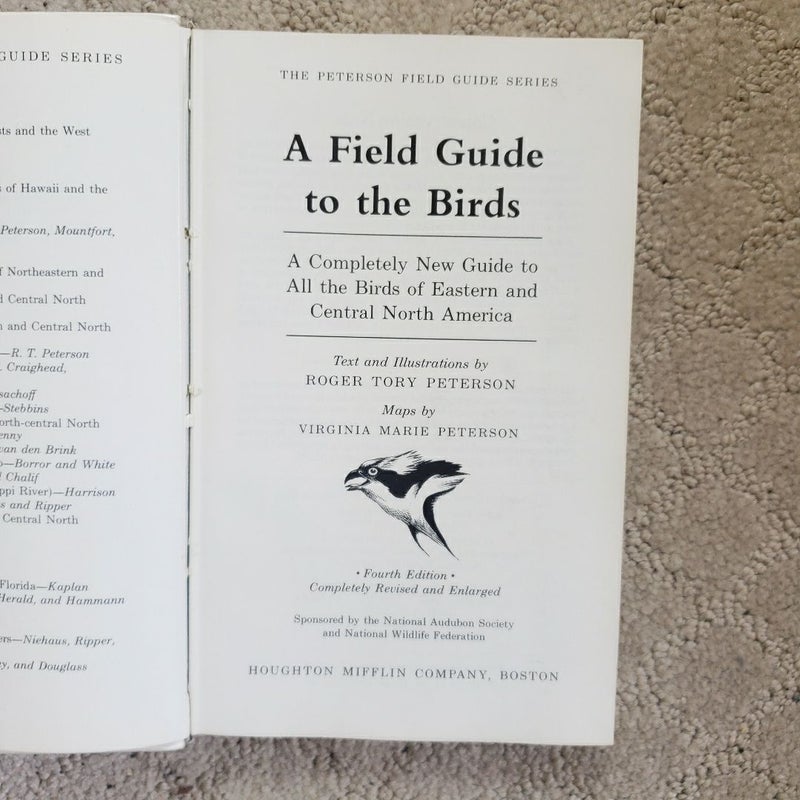 GUIDE SERIES
and the West
of Hawaii and the
Peterson, Mountfort,
f Northeastern and
Central North
and Central North
—R. T. Peterson
. Craighead,
—Stebbins
orth-central North
van den Brink
—Borror and White
Chalif
ppi River)—Harrison
and Ripper
Central North
Florida—Kaplan
Herald, and Hammann
ers—Niehaus, Ripper,
and Douglass
THE PETERSON FIELD GUIDE SERIES
A Field Guide
to the Birds
A Completely New Guide to
All the Birds of Eastern and
Central North America
Text and Illustrations by
ROGER TORY PETERSON
Maps by
VIRGINIA MARIE PETERSON
• Fourth Edition •
Completely Revised and Enlarged
Sponsored by the National Audubon Society
and National Wildlife Federation
HOUGHTON MIFFLIN COMPANY, BOSTON